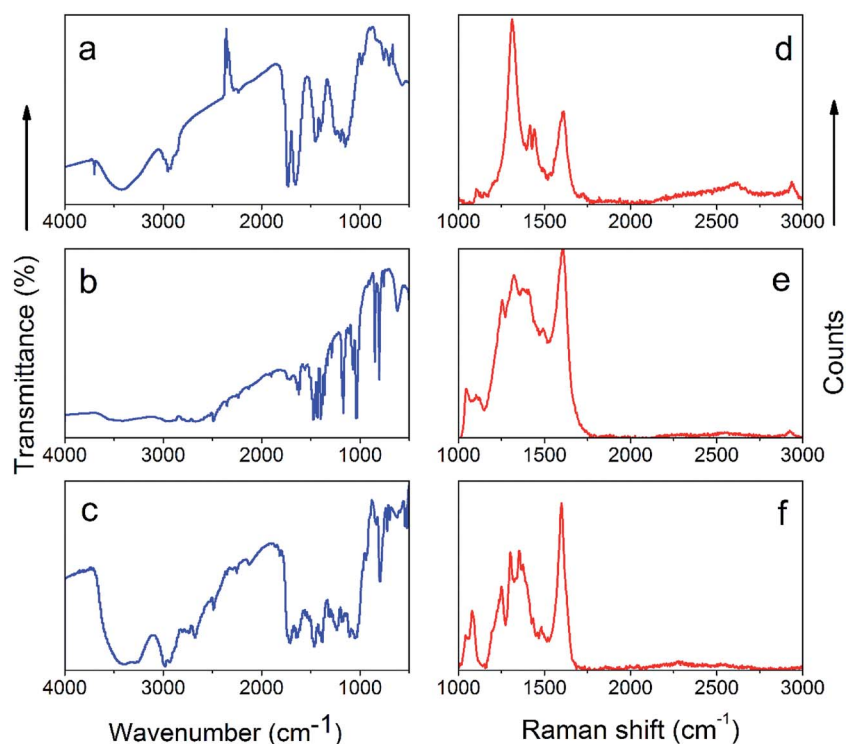 a
d
4000 3000 2000 1000
1000 1500 2000 2500 3000
b
e
4000 3000 2000 1000
1000 1500 2000 2500 3000
c
f
4000 3000 2000 1000
1000 1500 2000 2500 3000
Transmittance (%)
Counts
Wavenumber (cm-1)
Raman shift (cm-1)